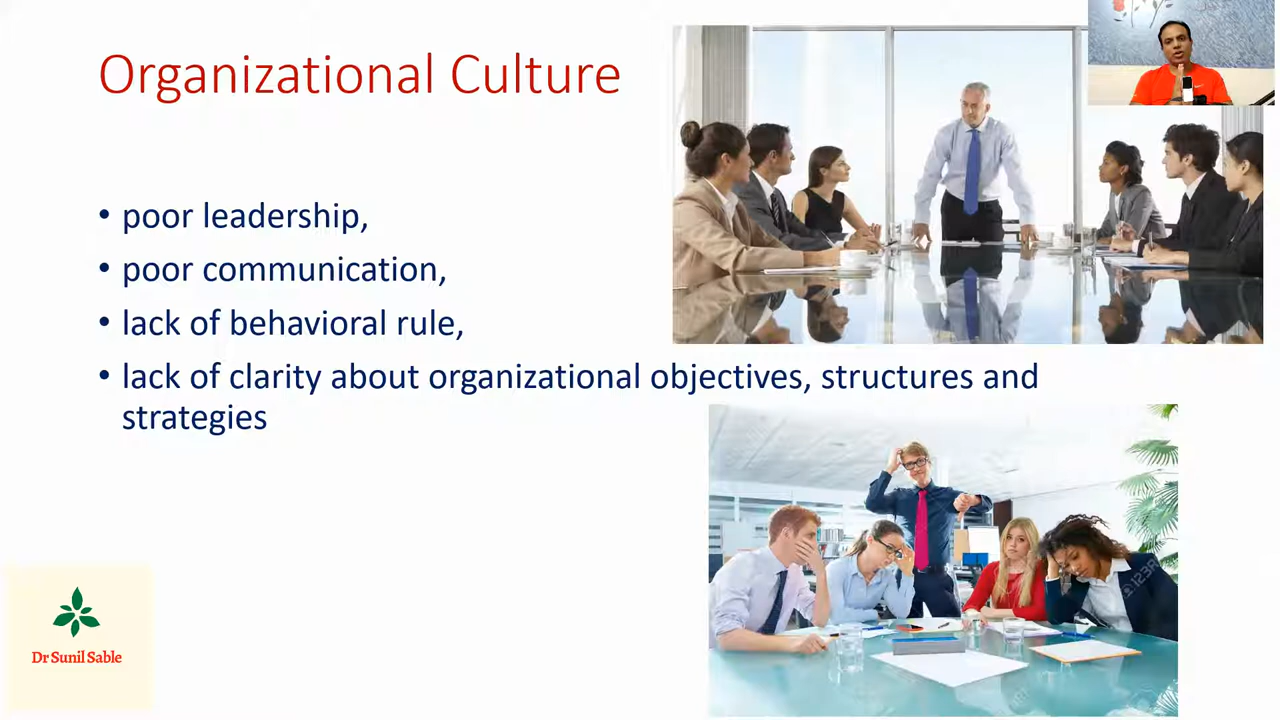 Organizational Culture
• poor leadership,
• poor communication,
• lack of behavioral rule,
• lack of clarity about organizational objectives, structures and
strategies
Dr Sunil Sable